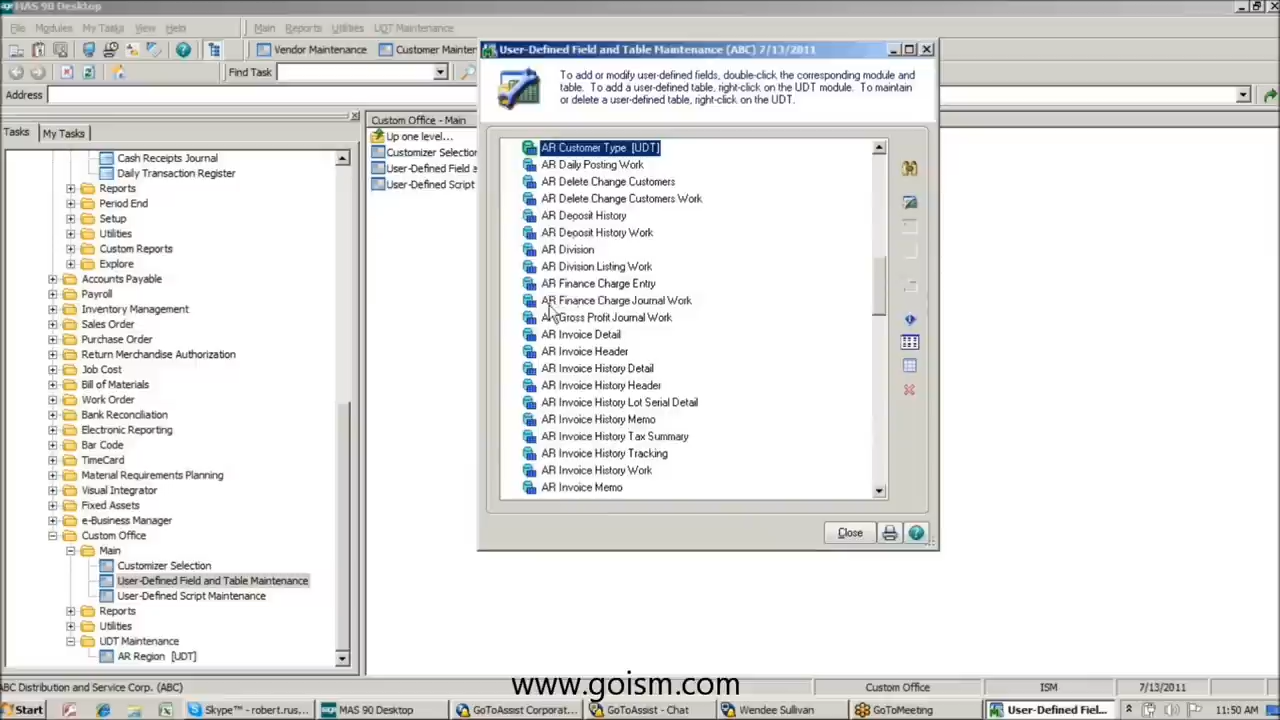 MAS 90 Desktop
File Modules My Tasks View Help Main Reports Utilities UDT Maintenance
Vendor Maintenance Customer Mainten
Find Task
Address
Tasks My Tasks
Cash Receipts Journal
Daily Transaction Register
Reports
Period End
Setup
Utilities
Custom Reports
Explore
Accounts Payable
Payroll
Inventory Management
Sales Order
Purchase Order
Return Merchandise Authorization
Job Cost
Bill of Materials
Work Order
Bank Reconciliation
Electronic Reporting
Bar Code
TimeCard
Material Requirements Planning
Visual Integrator
Fixed Assets
e-Business Manager
Custom Office
Main
Customizer Selection
User-Defined Field and Table Maintenance
User-Defined Script Maintenance
Reports
Utilities
UDT Maintenance
AR Region [UDT]
Custom Office - Main
Up one level...
Customizer Selection
User-Defined Field a
User-Defined Script
User-Defined Field and Table Maintenance (ABC) 7/13/2011
To add or modify user-defined fields, double-click the corresponding module and
table. To add a user-defined table, right-click on the UDT module. To maintain
or delete a user-defined table, right-click on the UDT.
AR Customer Type [UDT]
AR Daily Posting Work
AR Delete Change Customers
AR Delete Change Customers Work
AR Deposit History
AR Deposit History Work
AR Division
AR Division Listing Work
AR Finance Charge Entry
AR Finance Charge Journal Work
AR Gross Profit Journal Work
AR Invoice Detail
AR Invoice Header
AR Invoice History Detail
AR Invoice History Header
AR Invoice History Lot Serial Detail
AR Invoice History Memo
AR Invoice History Tax Summary
AR Invoice History Tracking
AR Invoice History Work
AR Invoice Memo
Close
ABC Distribution and Service Corp. (ABC) www.goism.com Custom Office ISM 7/13/2011
Start Skype™ - robert.rus... MAS 90 Desktop GoToAssist Corporat... GoToAssist - Chat Wendee Sullivan GoToMeeting User-Defined Fiel... 11:50 AM